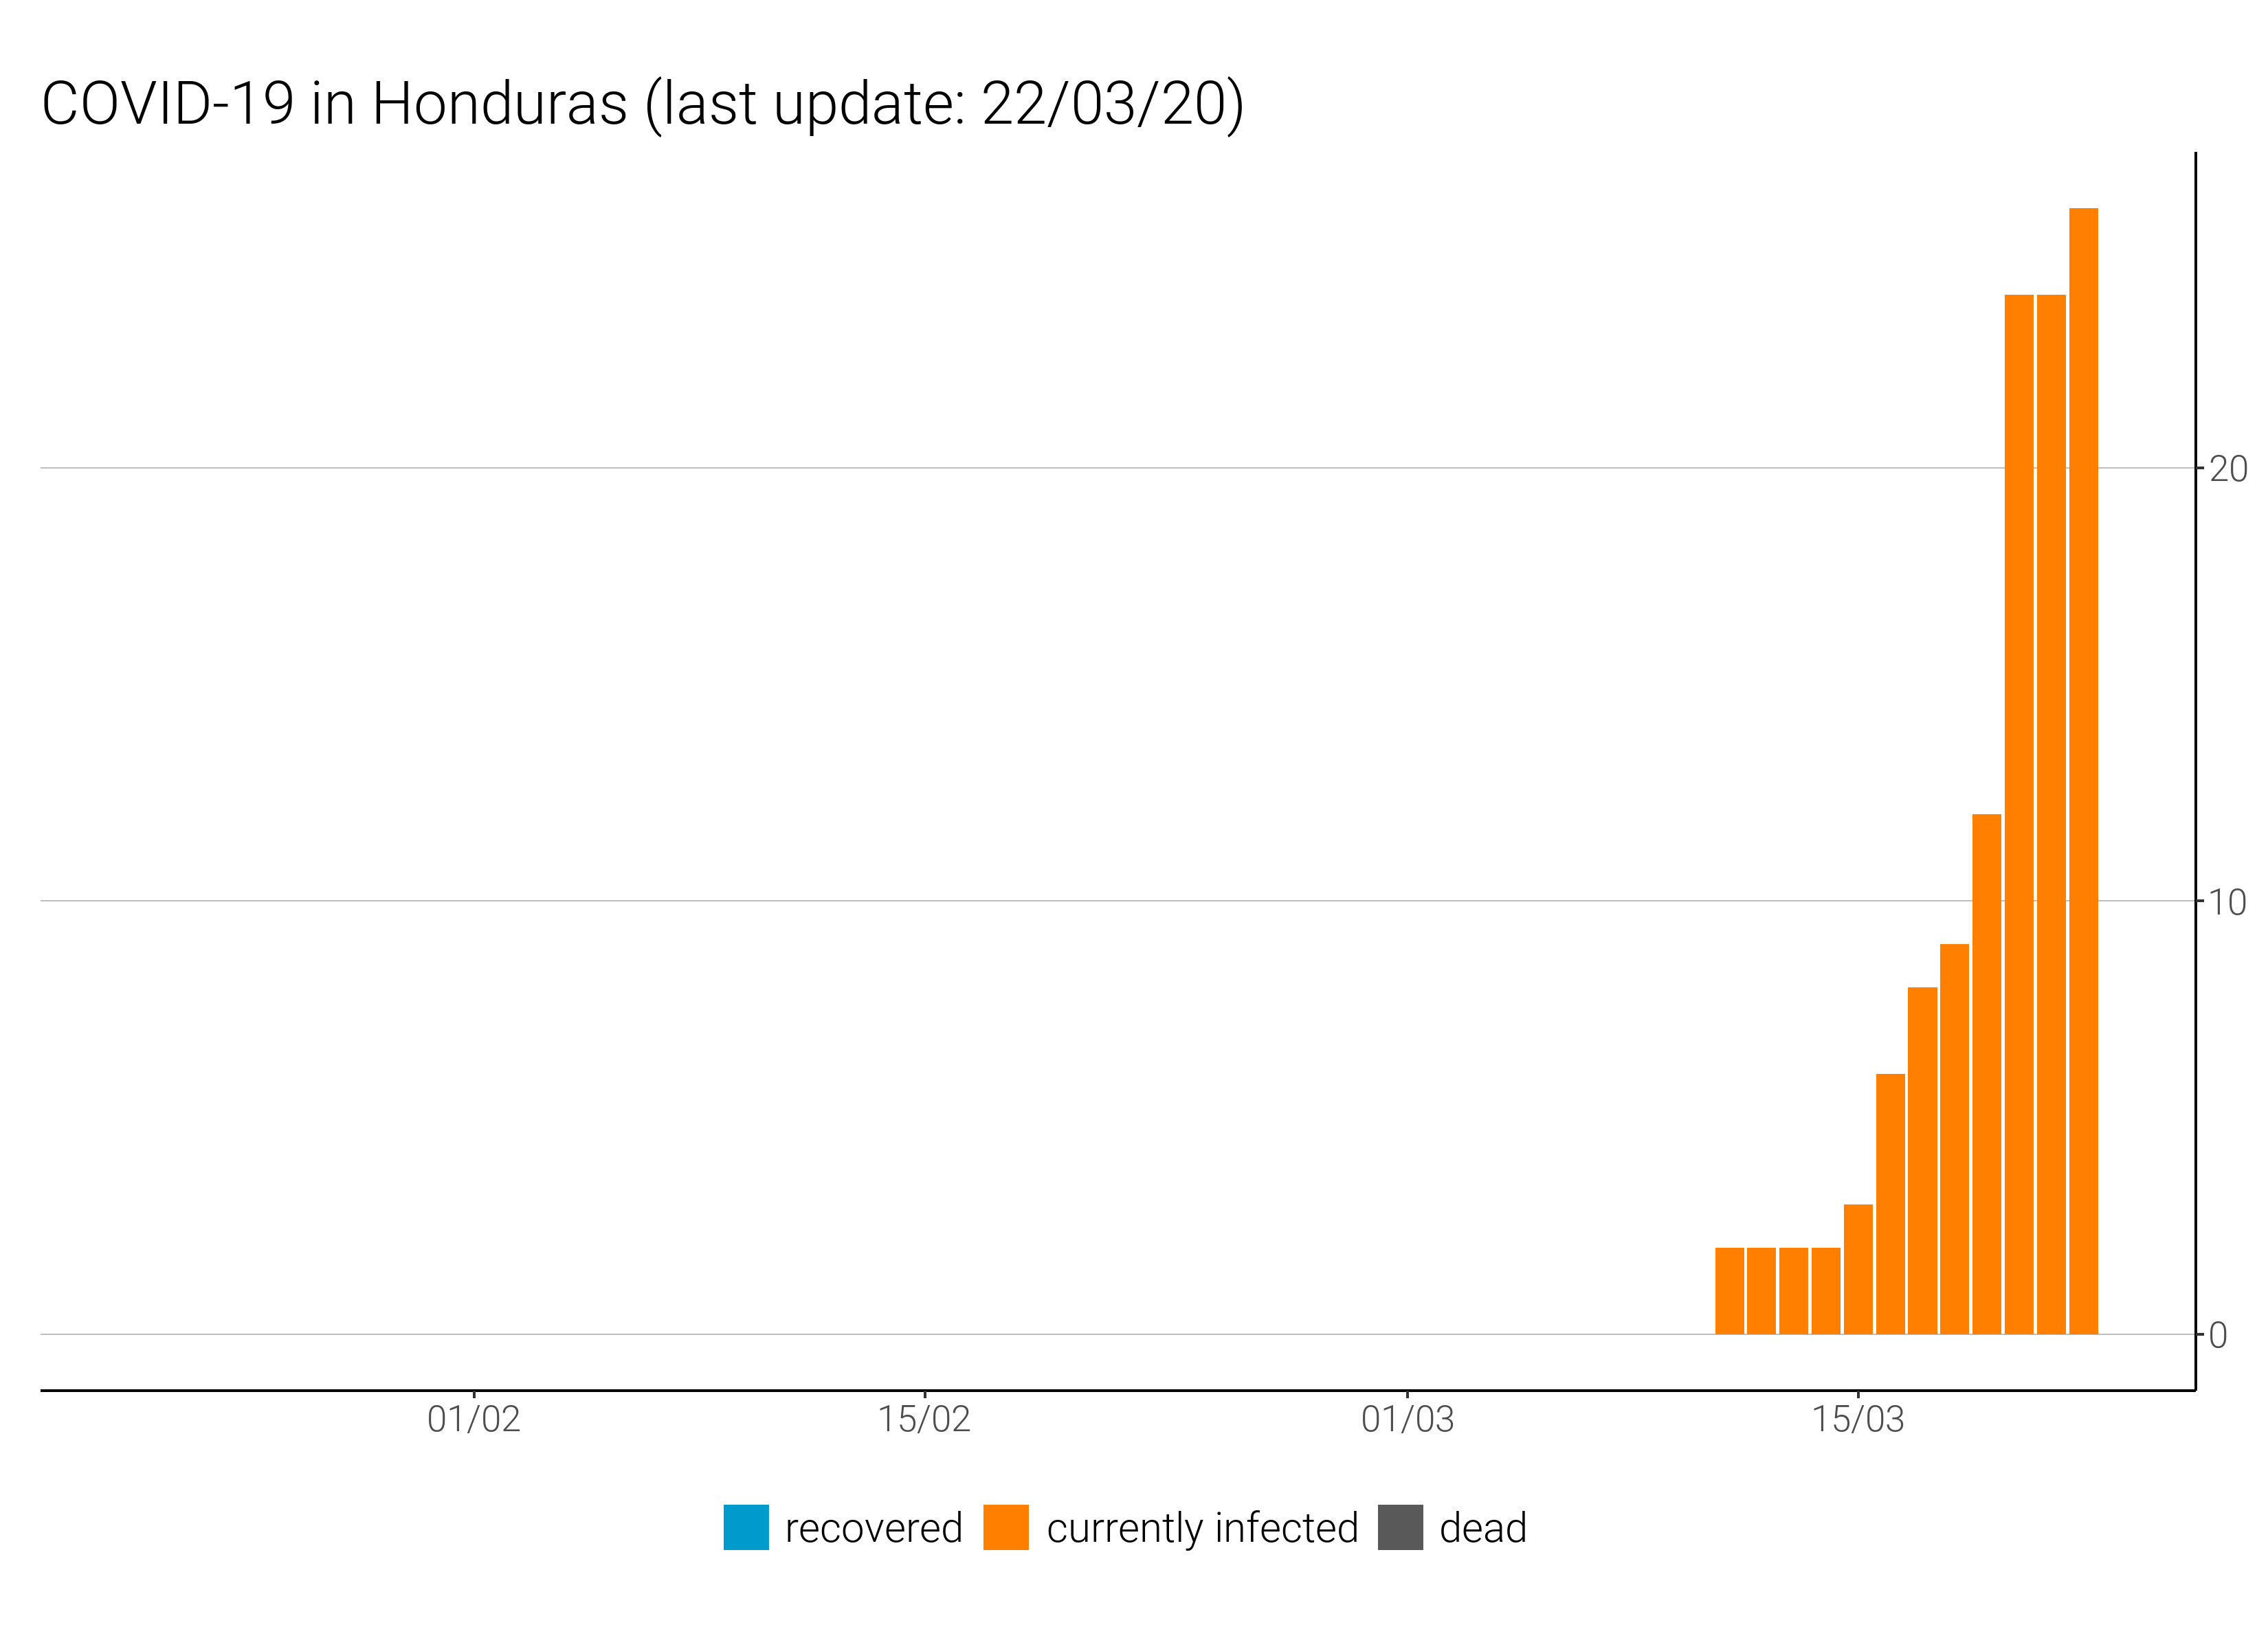 COVID-19 in Honduras (last update: 22/03/20)
20
10
0
01/02 15/02 01/03 15/03
recovered currently infected dead